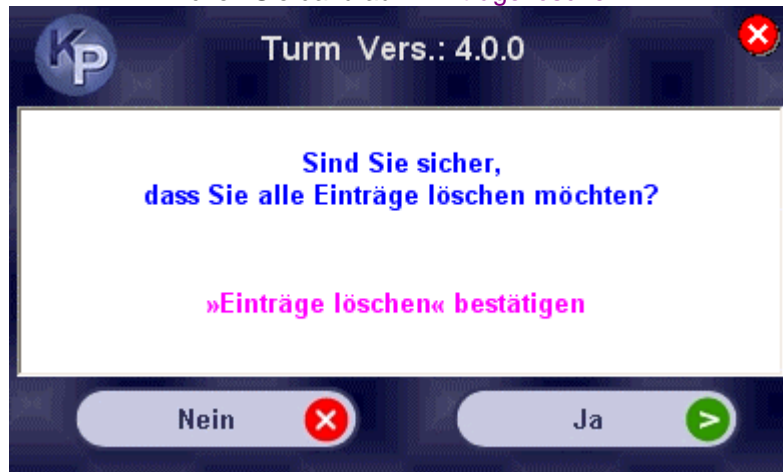 KP
Turm Vers.: 4.0.0
Sind Sie sicher,
dass Sie alle Einträge löschen möchten?
»Einträge löschen« bestätigen
Nein
Ja